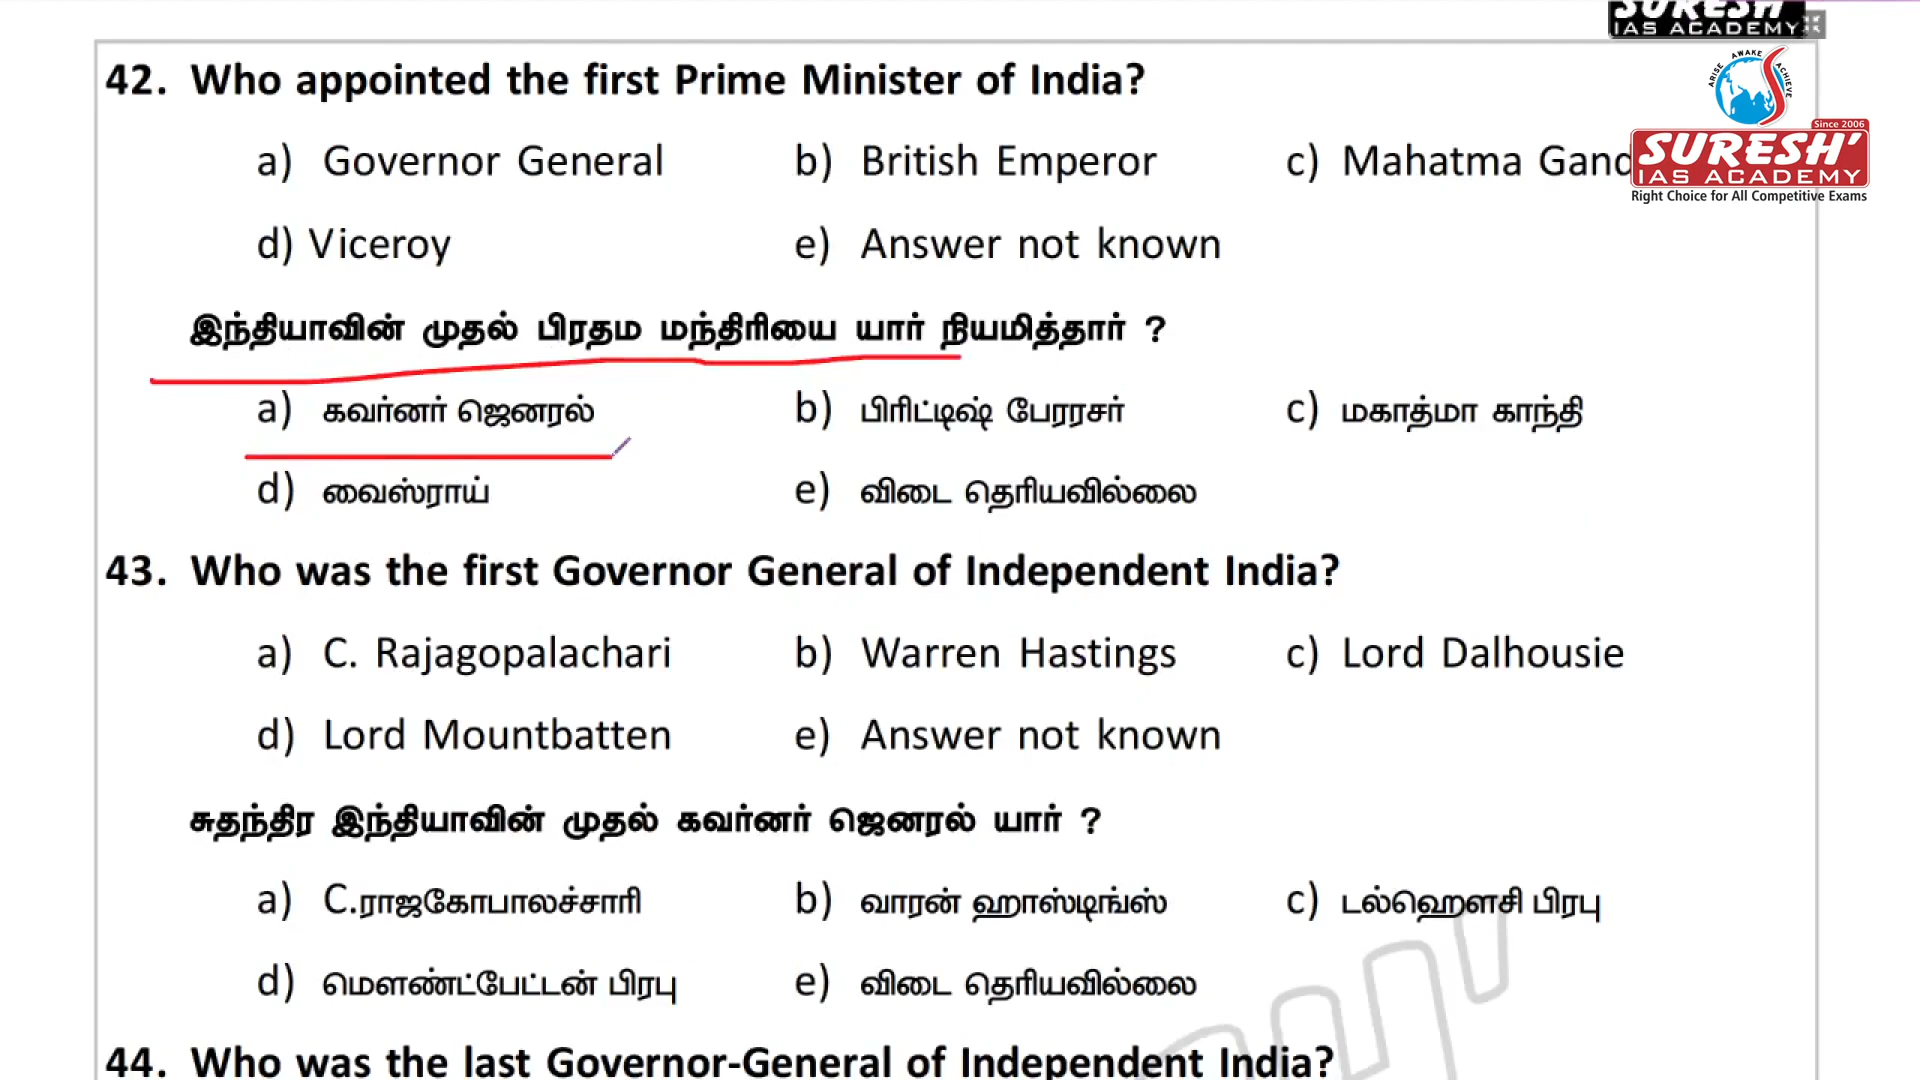 SURESH'
IAS ACADEMY
42. Who appointed the first Prime Minister of India?
ARISE AWAKE ACHIEVE
Since 2006
SURESH'
IAS ACADEMY
Right Choice for All Competitive Exams
a) Governor General b) British Emperor c) Mahatma Gand
d) Viceroy e) Answer not known
இந்தியாவின் முதல் பிரதம மந்திரியை யார் நியமித்தார் ?
a) கவர்னர் ஜெனரல் b) பிரிட்டிஷ் பேரரசர் c) மகாத்மா காந்தி
d) வைஸ்ராய் e) விடை தெரியவில்லை
43. Who was the first Governor General of Independent India?
a) C. Rajagopalachari b) Warren Hastings c) Lord Dalhousie
d) Lord Mountbatten e) Answer not known
சுதந்திர இந்தியாவின் முதல் கவர்னர் ஜெனரல் யார் ?
a) C.ராஜகோபாலச்சாரி b) வாரன் ஹாஸ்டிங்ஸ் c) டல்ஹௌசி பிரபு
d) மௌண்ட்பேட்டன் பிரபு e) விடை தெரியவில்லை
44. Who was the last Governor-General of Independent India?